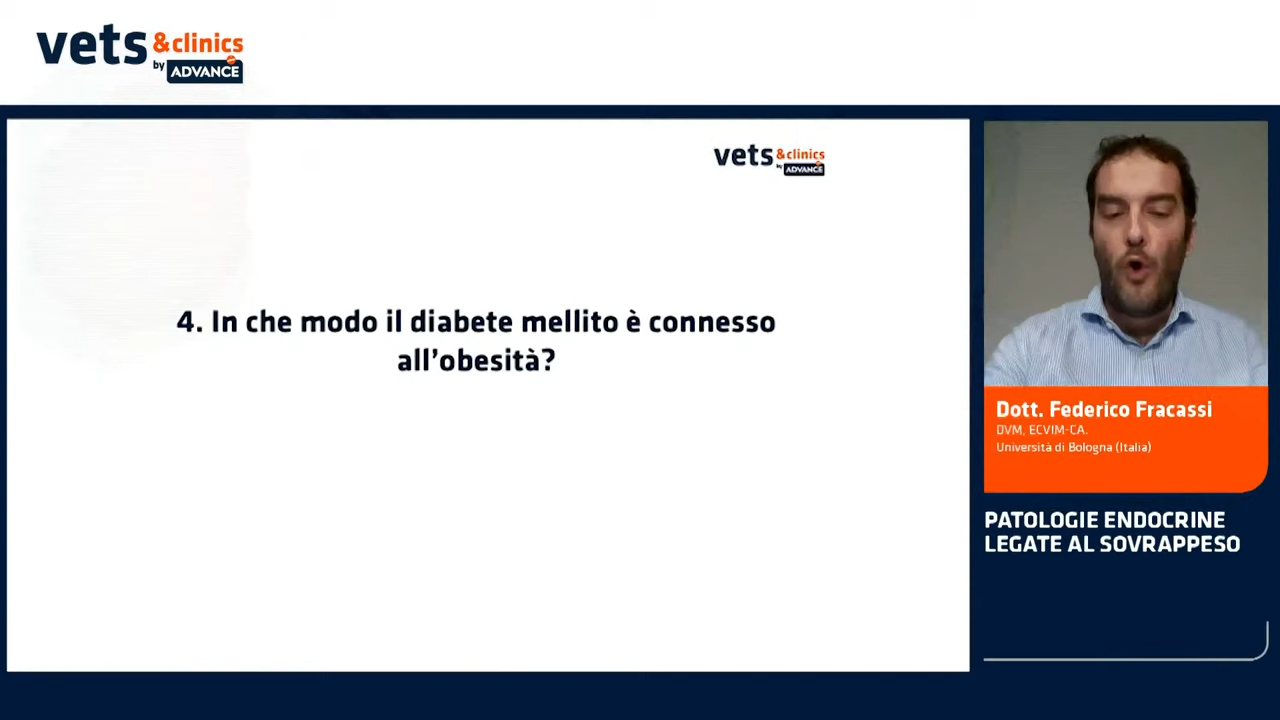 vets &clinics
by ADVANCE
vets &clinics
by ADVANCE
4. In che modo il diabete mellito è connesso
all’obesità?
Dott. Federico Fracassi
DVM, ECVIM-CA.
Università di Bologna (Italia)
PATOLOGIE ENDOCRINE
LEGATE AL SOVRAPPESO